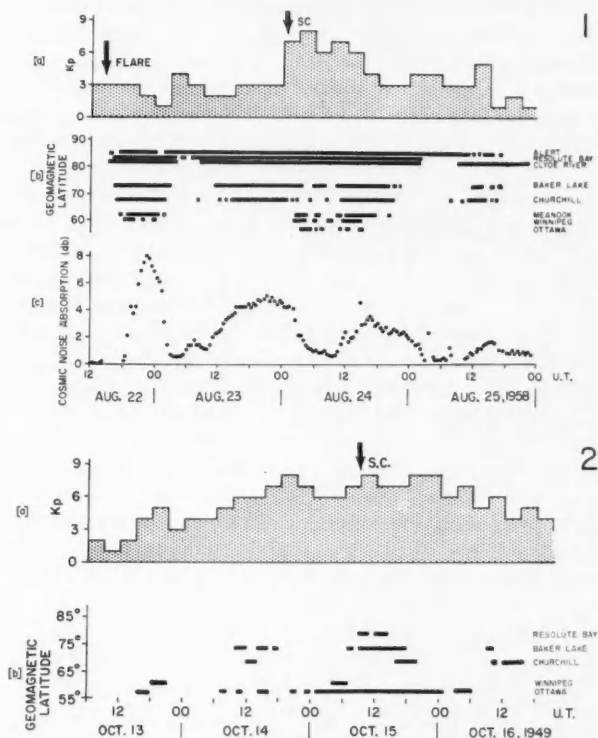 1
9
6
3
0
[a]
Kp
FLARE
SC
90
80
70
60
[b]
GEOMAGNETIC
LATITUDE
ALERT
RESOLUTE BAY
CLYDE RIVER
BAKER LAKE
CHURCHILL
MEANOOK
WINNIPEG
OTTAWA
8
6
4
2
0
[c]
COSMIC NOISE ABSORPTION (db)
12 00 12 00 12 00 12 00 U.T.
AUG. 22 | AUG. 23 | AUG. 24 | AUG. 25, 1958
2
9
6
3
0
[a]
Kp
S.C.
85°
75°
65°
55°
GEOMAGNETIC
LATITUDE
RESOLUTE BAY
BAKER LAKE
CHURCHILL
WINNIPEG
OTTAWA
12 00 12 00 12 00 12 U.T.
OCT. 13 OCT. 14 OCT. 15 OCT. 16, 1949